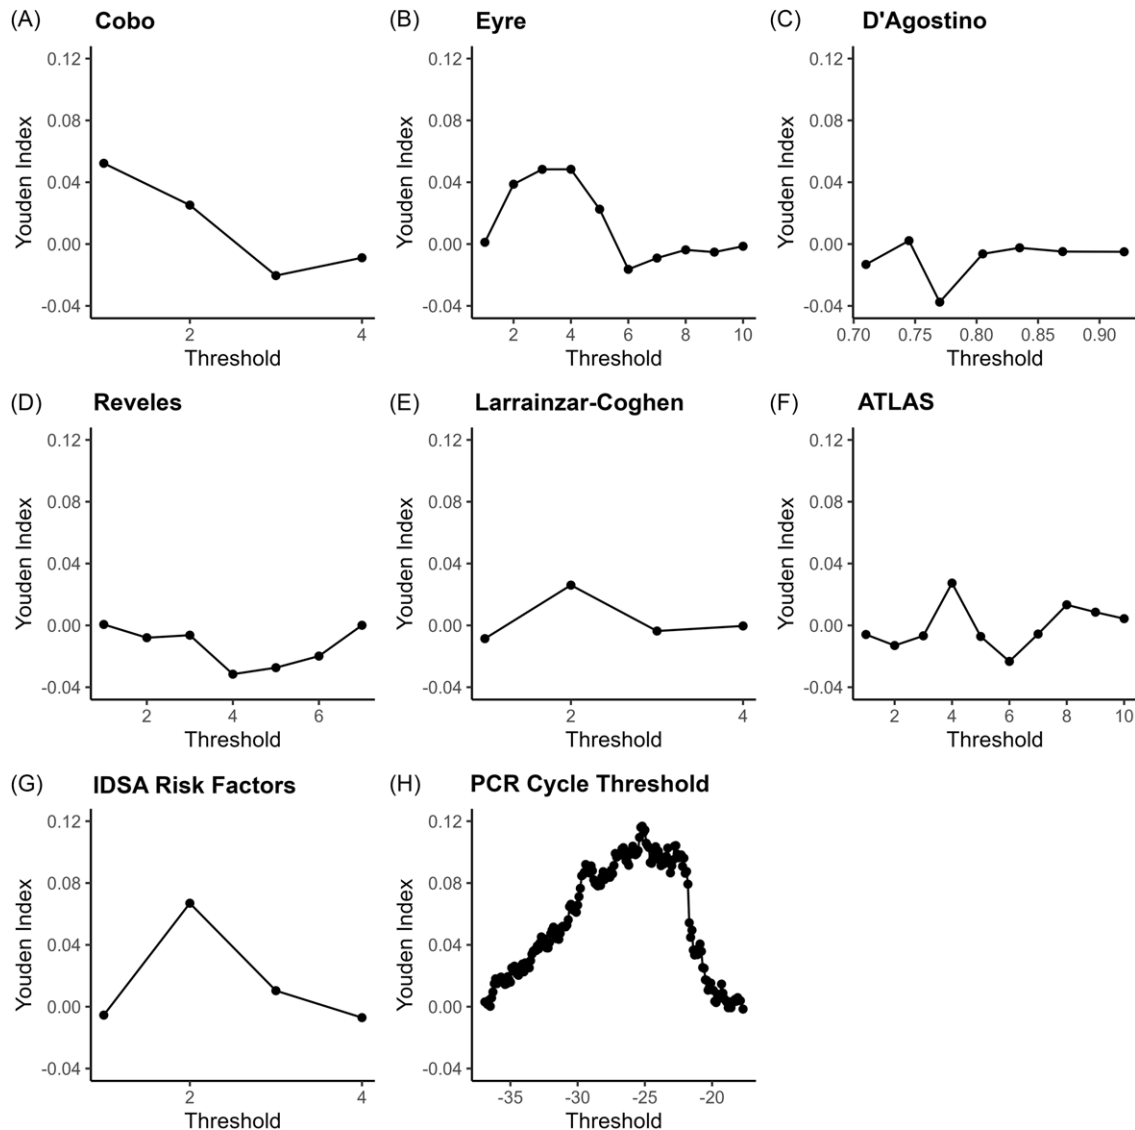 (A) Cobo
0.12
0.08
0.04
0.00
-0.04
Youden Index
2 4
Threshold
(B) Eyre
0.12
0.08
0.04
0.00
-0.04
Youden Index
2 4 6 8 10
Threshold
(C) D'Agostino
0.12
0.08
0.04
0.00
-0.04
Youden Index
0.70 0.75 0.80 0.85 0.90
Threshold
(D) Reveles
0.12
0.08
0.04
0.00
-0.04
Youden Index
2 4 6
Threshold
(E) Larrainzar-Coghen
0.12
0.08
0.04
0.00
-0.04
Youden Index
2 4
Threshold
(F) ATLAS
0.12
0.08
0.04
0.00
-0.04
Youden Index
2 4 6 8 10
Threshold
(G) IDSA Risk Factors
0.12
0.08
0.04
0.00
-0.04
Youden Index
2 4
Threshold
(H) PCR Cycle Threshold
0.12
0.08
0.04
0.00
-0.04
Youden Index
-35 -30 -25 -20
Threshold